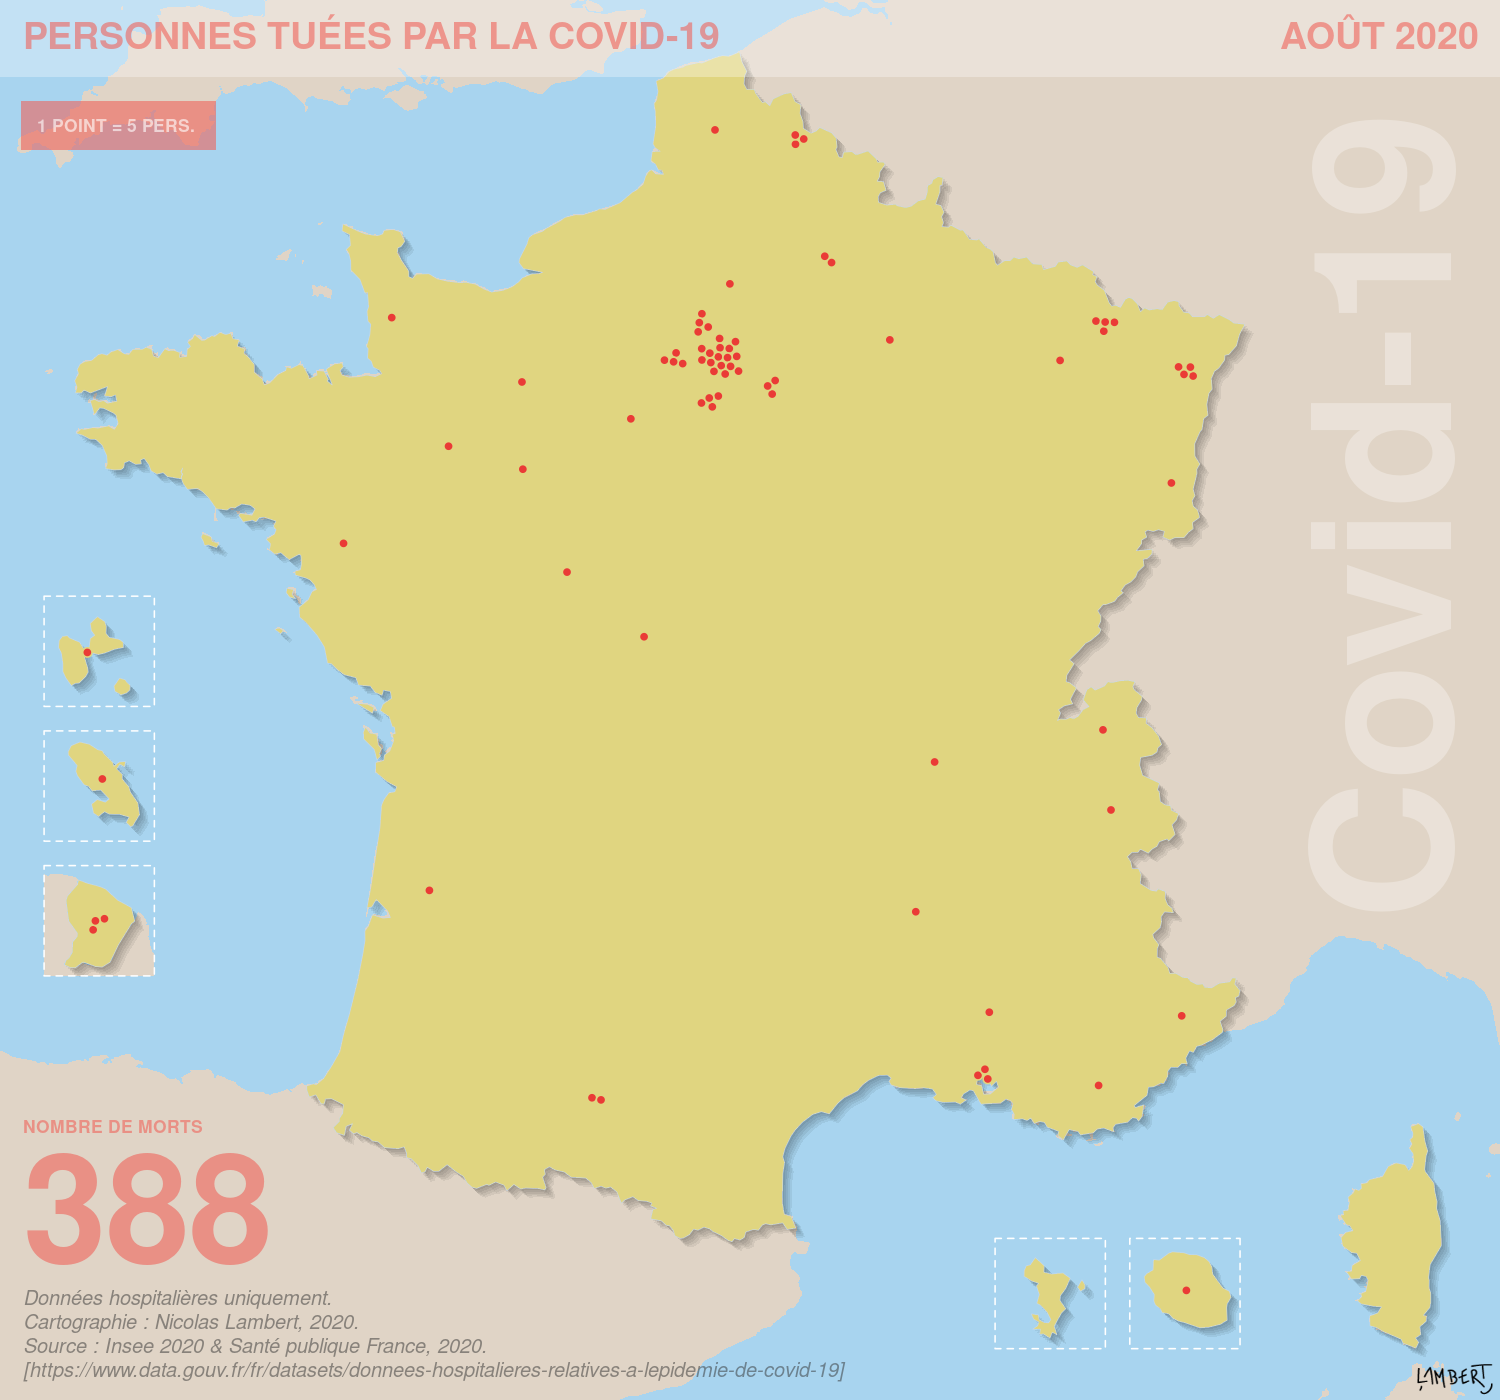 PERSONNES TUÉES PAR LA COVID-19
AOÛT 2020
1 POINT = 5 PERS.
Covid-19
NOMBRE DE MORTS
388
Données hospitalières uniquement.
Cartographie : Nicolas Lambert, 2020.
Source : Insee 2020 & Santé publique France, 2020.
[https://www.data.gouv.fr/fr/datasets/donnees-hospitalieres-relatives-a-lepidemie-de-covid-19]
LAMBERT